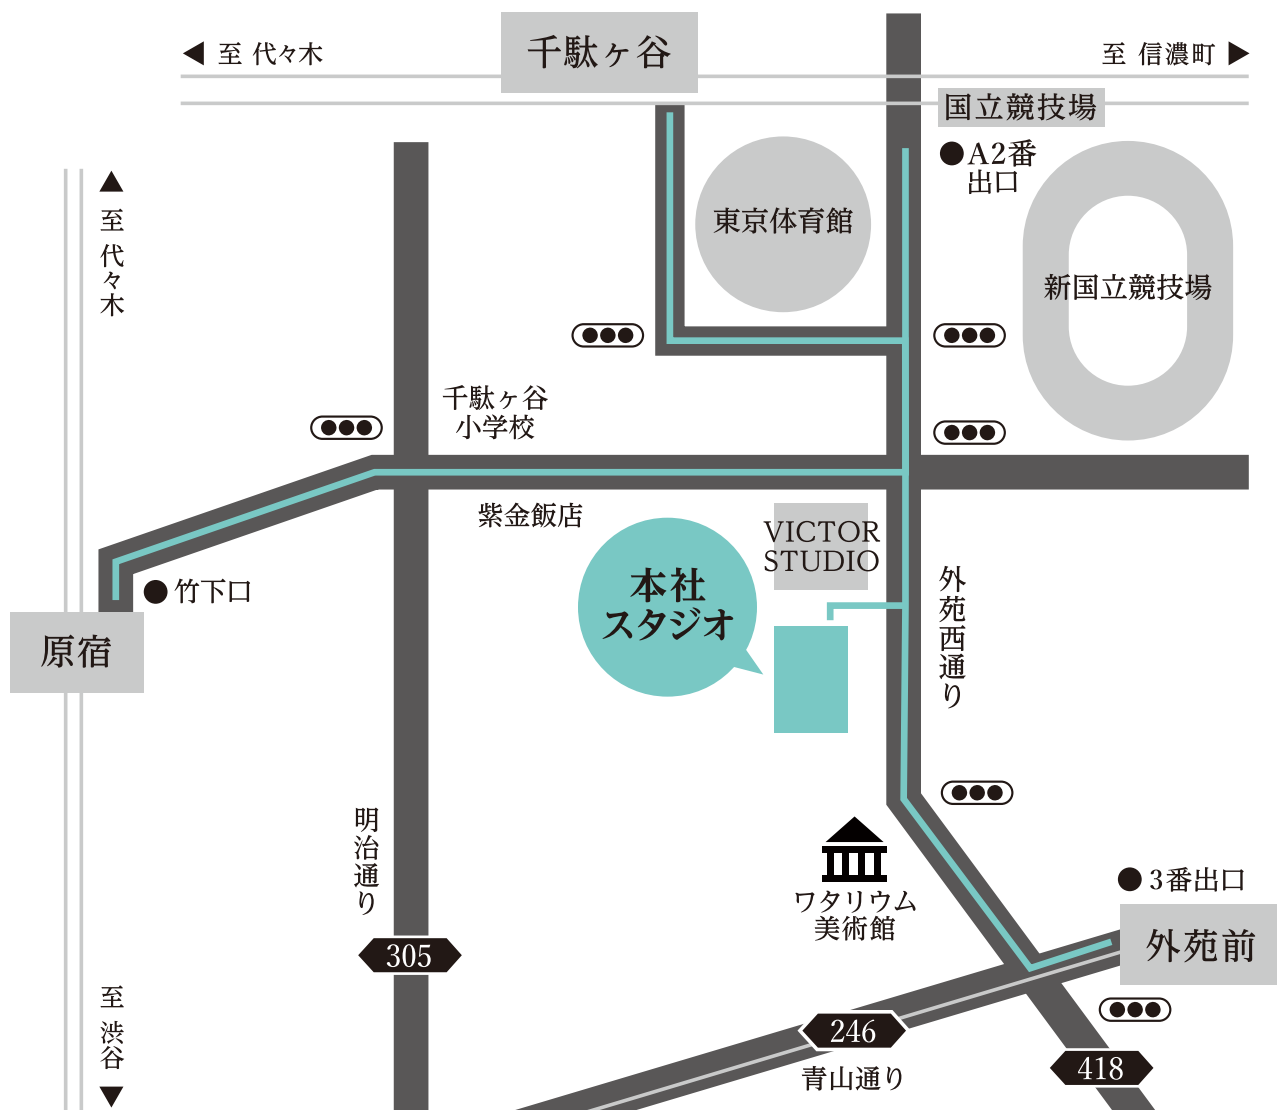 至 代々木
千駄ヶ谷
至 信濃町
国立競技場
A2番
出口
東京体育館
新国立競技場
至 代々木
千駄ヶ谷
小学校
紫金飯店
VICTOR
STUDIO
本社
スタジオ
竹下口
原宿
外苑西通り
明治通り
ワタリウム
美術館
3番出口
外苑前
305
246
青山通り
418
至 渋谷